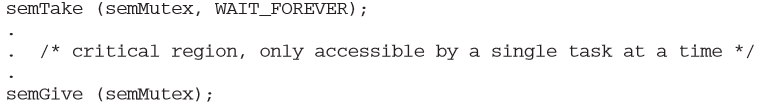 semTake (semMutex, WAIT_FOREVER);
.
.  /* critical region, only accessible by a single task at a time */
.
semGive (semMutex);